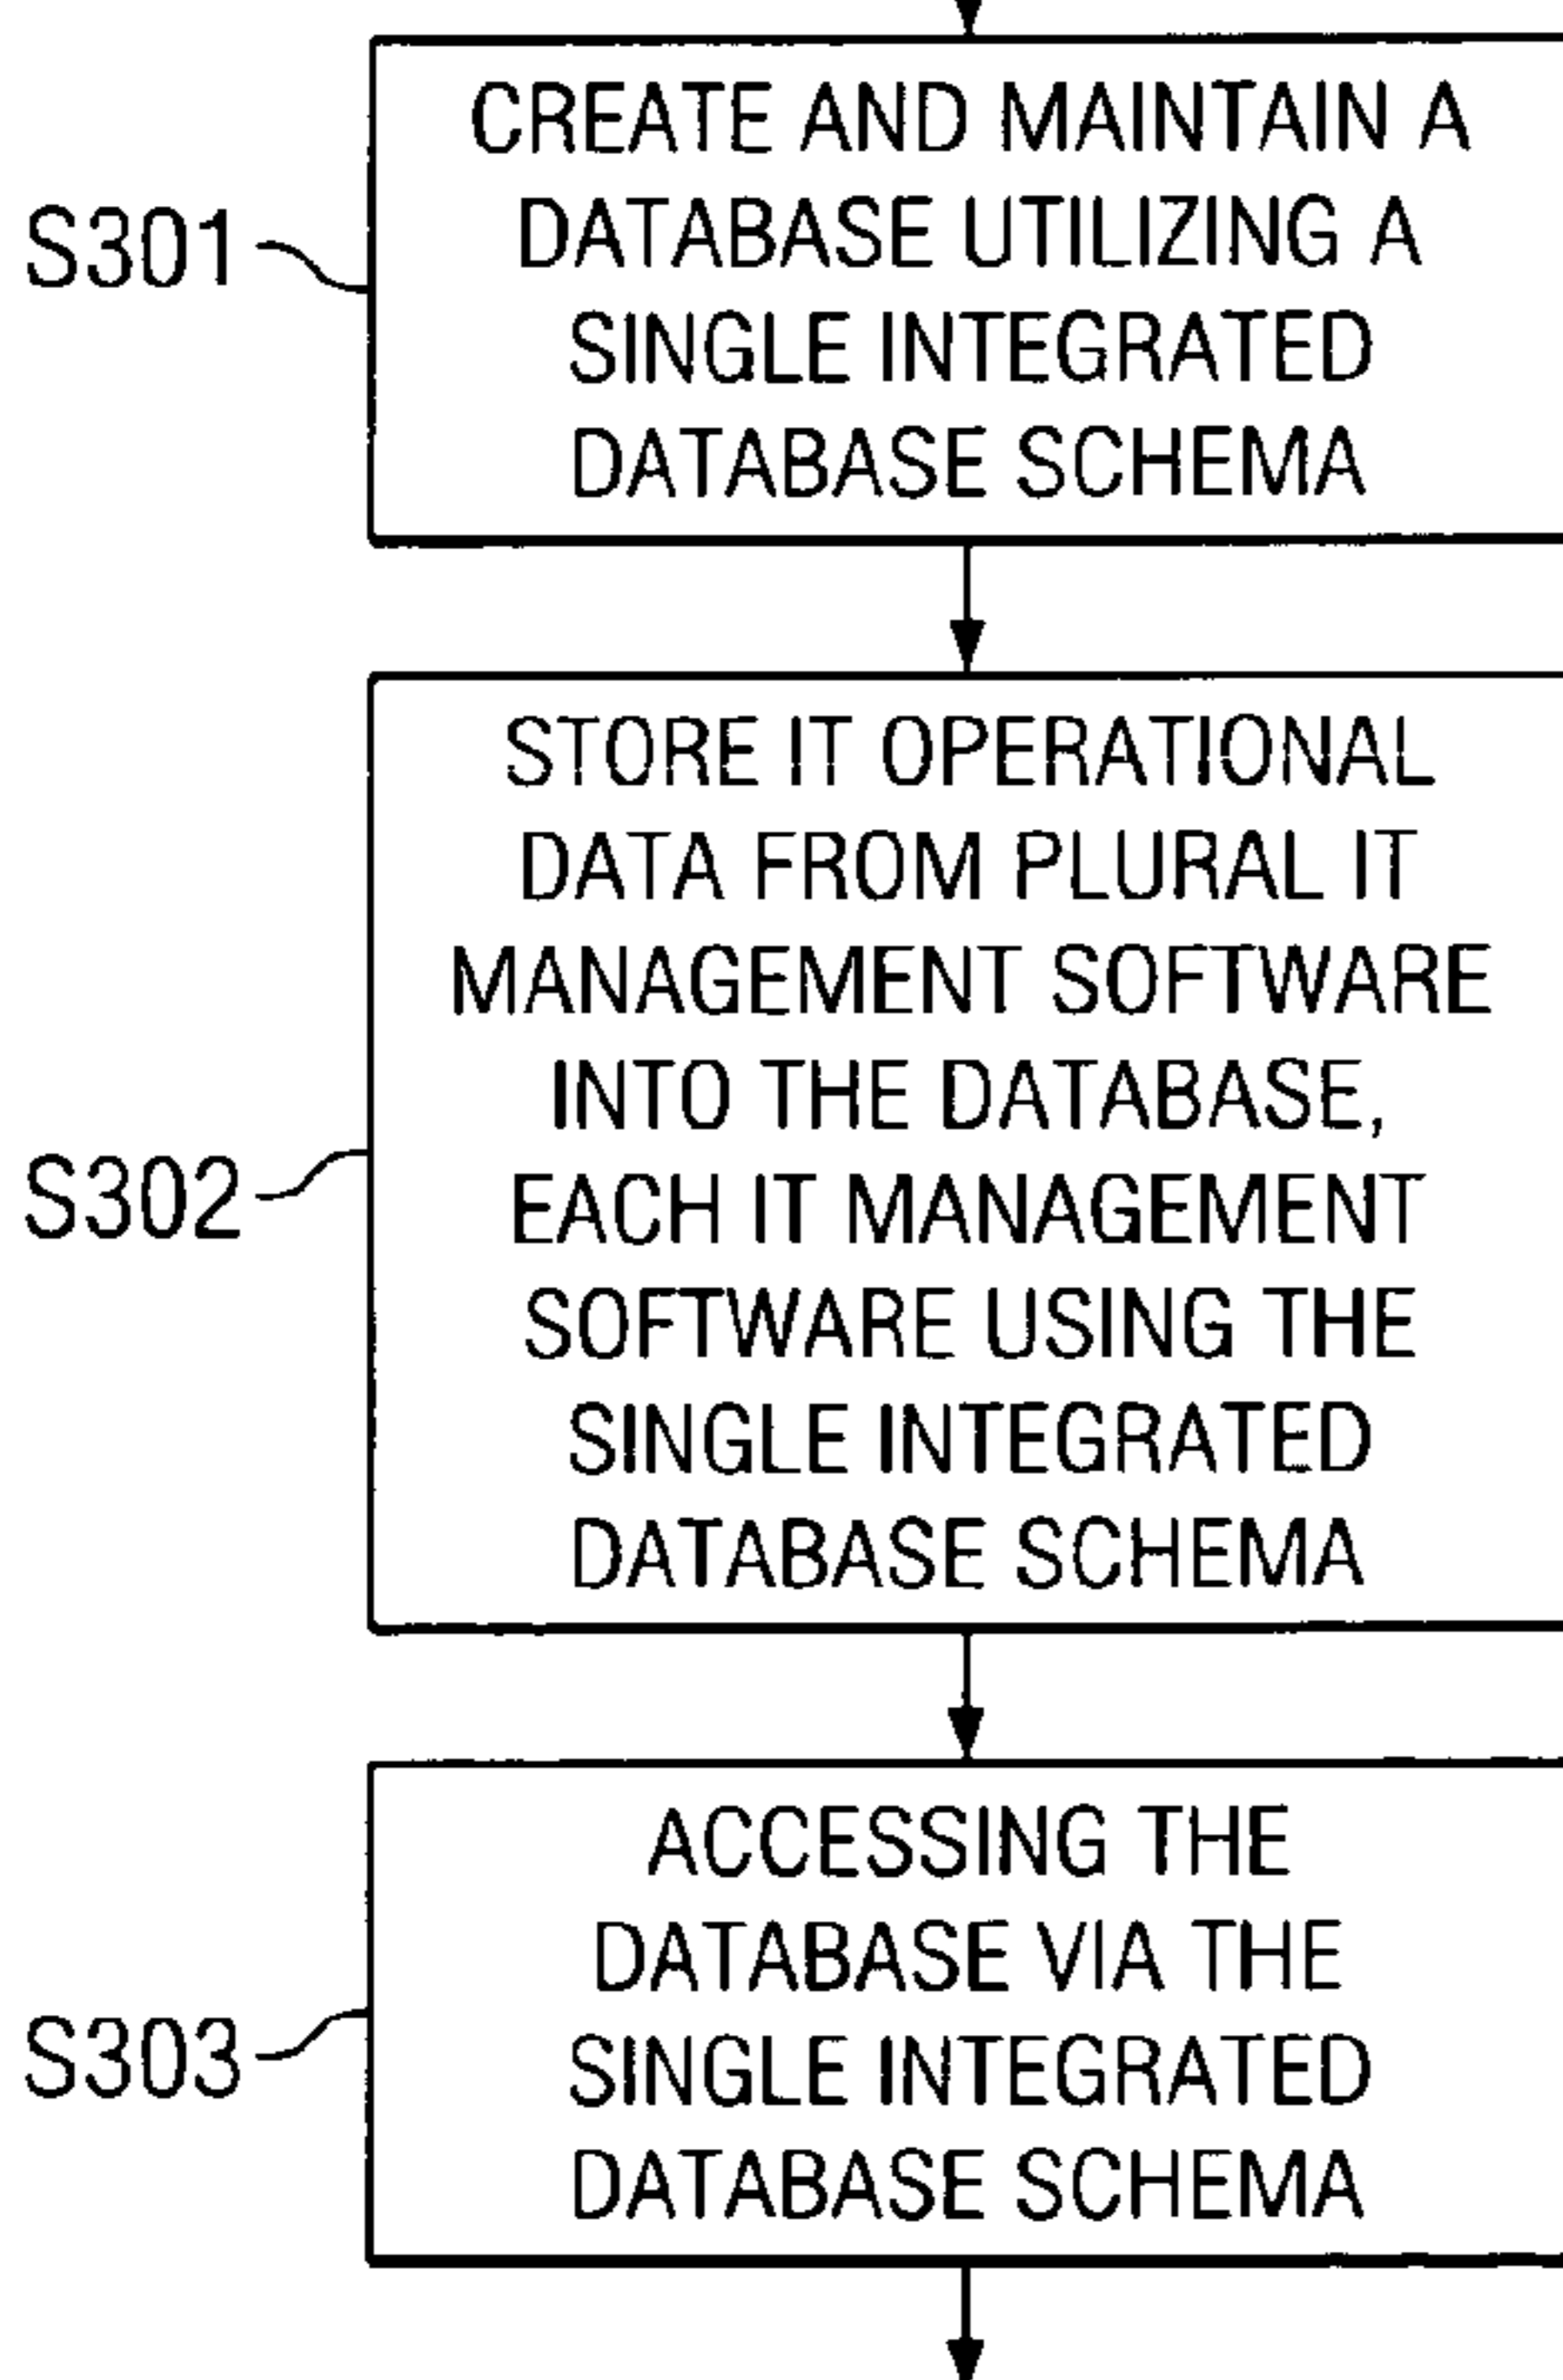 CREATE AND MAINTAIN A
DATABASE UTILIZING A
SINGLE INTEGRATED
DATABASE SCHEMA
S301
STORE IT OPERATIONAL
DATA FROM PLURAL IT
MANAGEMENT SOFTWARE
INTO THE DATABASE,
EACH IT MANAGEMENT
SOFTWARE USING THE
SINGLE INTEGRATED
DATABASE SCHEMA
S302
ACCESSING THE
DATABASE VIA THE
SINGLE INTEGRATED
DATABASE SCHEMA
S303